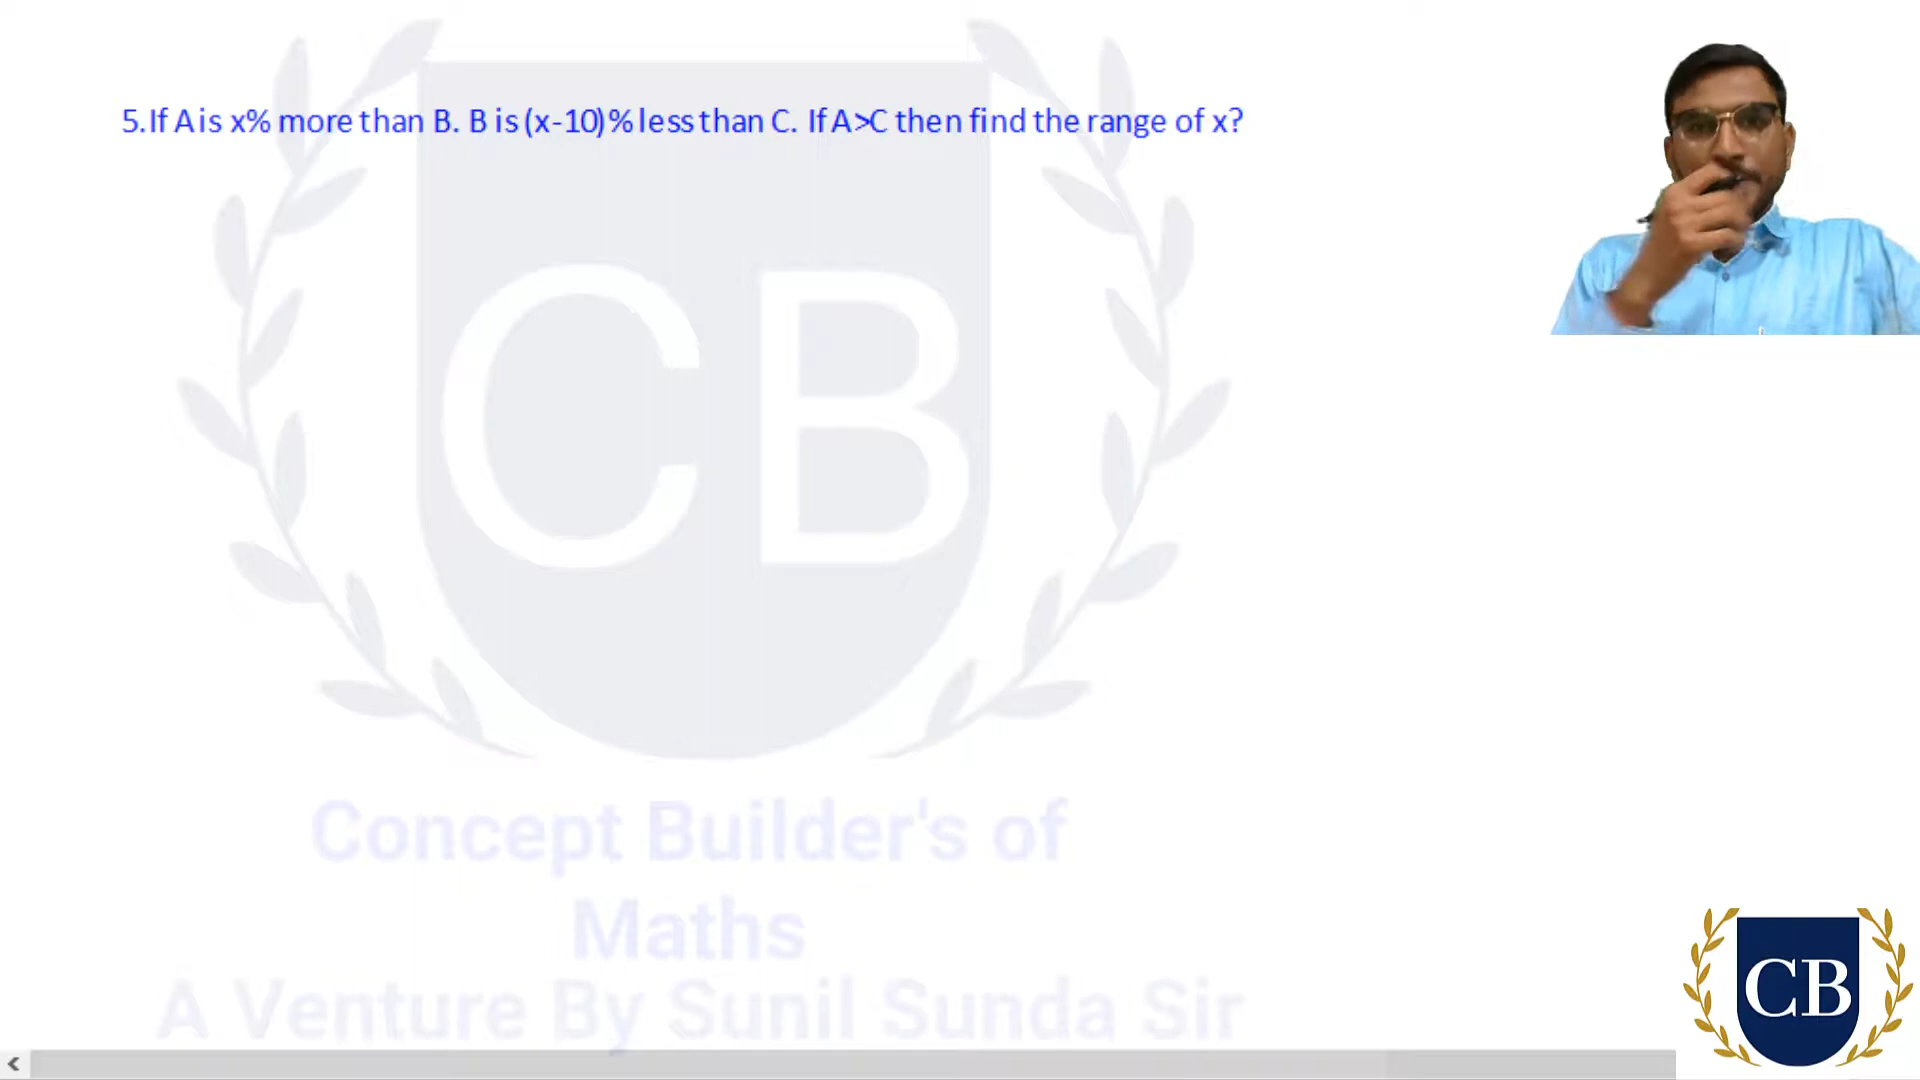 5.If A is x% more than B. B is (x-10)% less than C. If A>C then find the range of x?
CB
Concept Builder's of
Maths
A Venture By Sunil Sunda Sir
CB